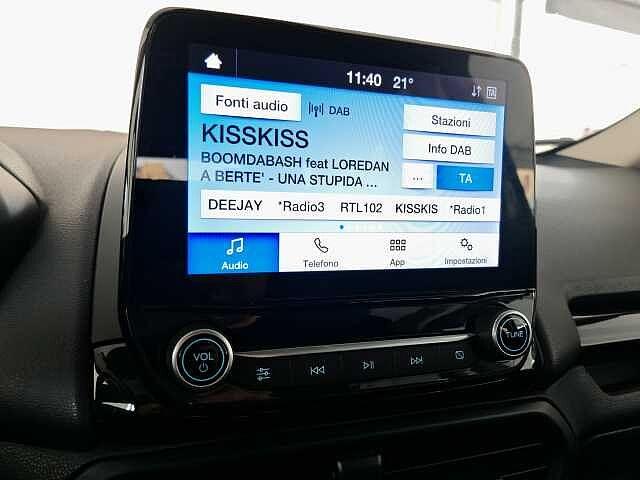 11:40 21°
TA
Fonti audio
DAB
Stazioni
KISSKISS
Info DAB
BOOMDABASH feat LOREDAN
A BERTE' - UNA STUPIDA ...
...
TA
DEEJAY *Radio3 RTL102 KISSKIS *Radio1
Audio Telefono App Impostazioni
VOL
TUNE